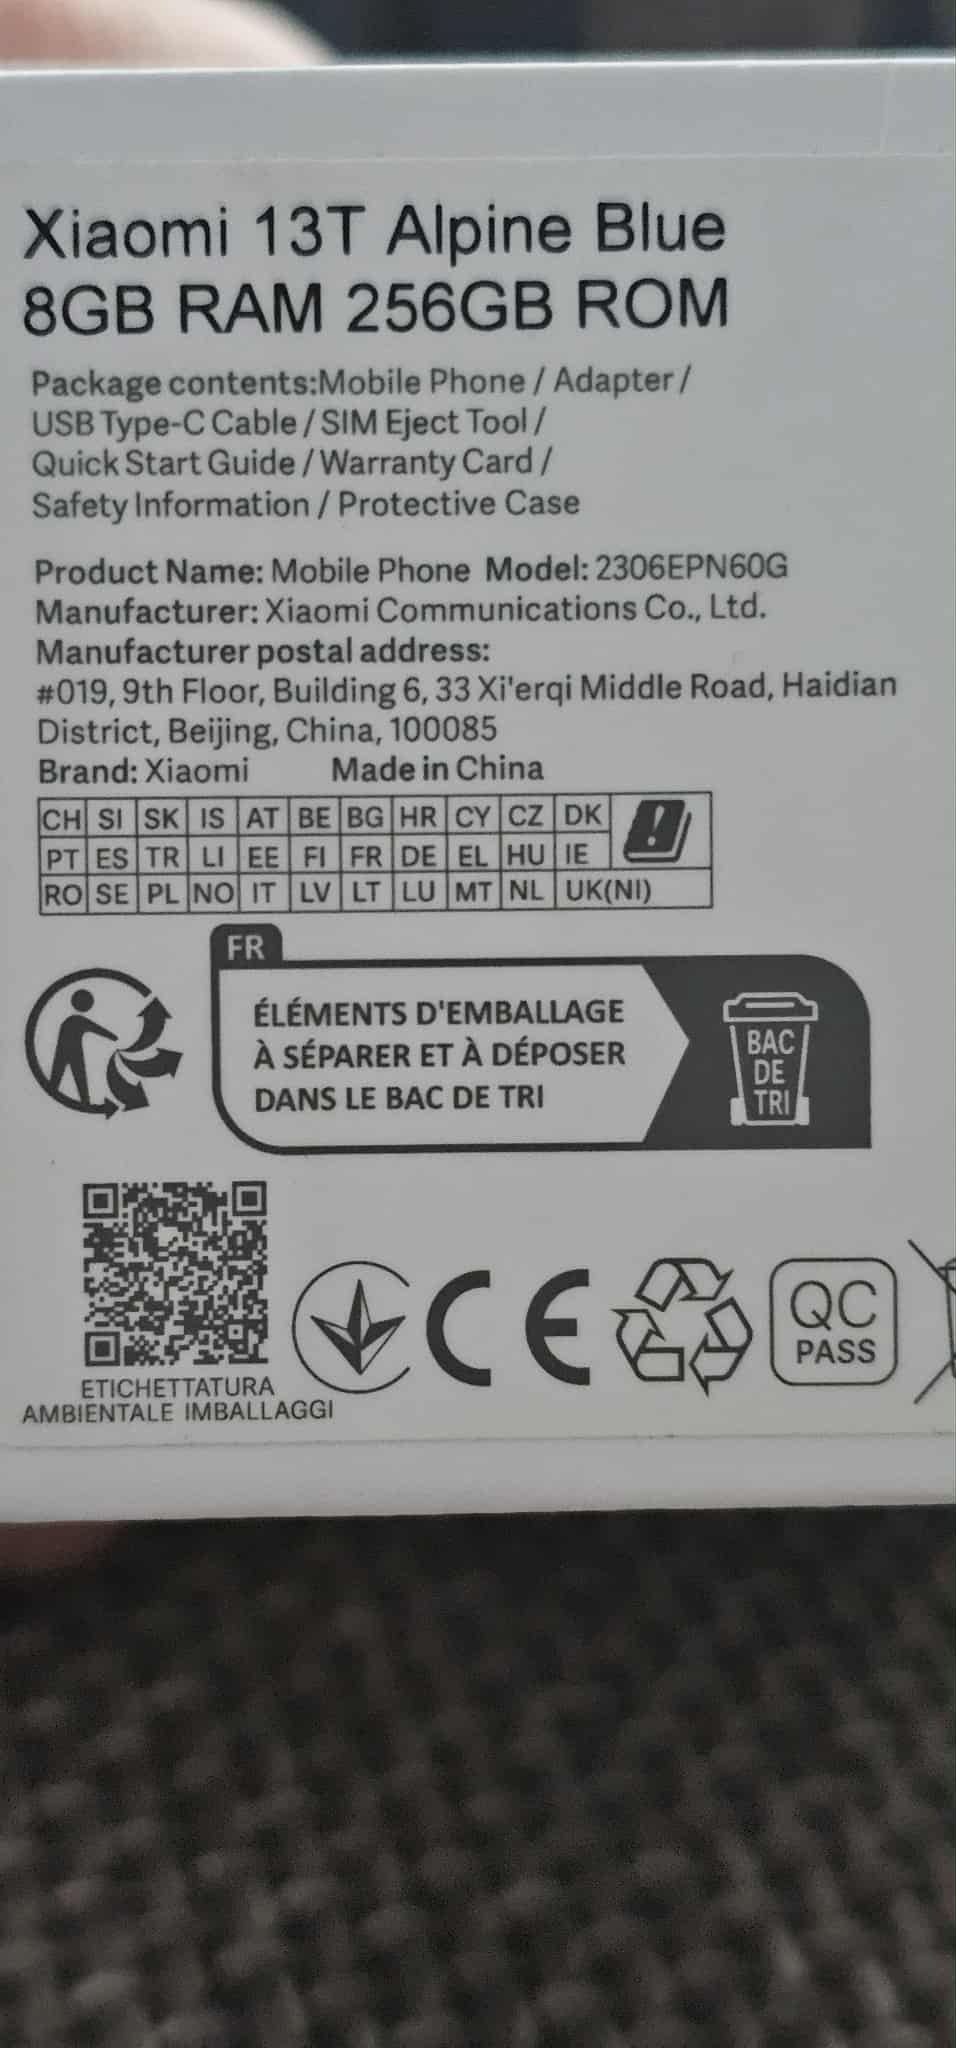 Xiaomi 13T Alpine Blue
8GB RAM 256GB ROM
Package contents:Mobile Phone / Adapter /
USB Type-C Cable / SIM Eject Tool /
Quick Start Guide / Warranty Card /
Safety Information / Protective Case
Product Name: Mobile Phone Model: 2306EPN60G
Manufacturer: Xiaomi Communications Co., Ltd.
Manufacturer postal address:
#019, 9th Floor, Building 6, 33 Xi'erqi Middle Road, Haidian
District, Beijing, China, 100085
Brand: Xiaomi Made in China
CH SI SK IS AT BE BG HR CY CZ DK
PT ES TR LI EE FI FR DE EL HU IE
RO SE PL NO IT LV LT LU MT NL UK(NI)
FR
ÉLÉMENTS D'EMBALLAGE
À SÉPARER ET À DÉPOSER
DANS LE BAC DE TRI
BAC
DE
TRI
ETICHETTATURA
AMBIENTALE IMBALLAGGI
CE
QC
PASS